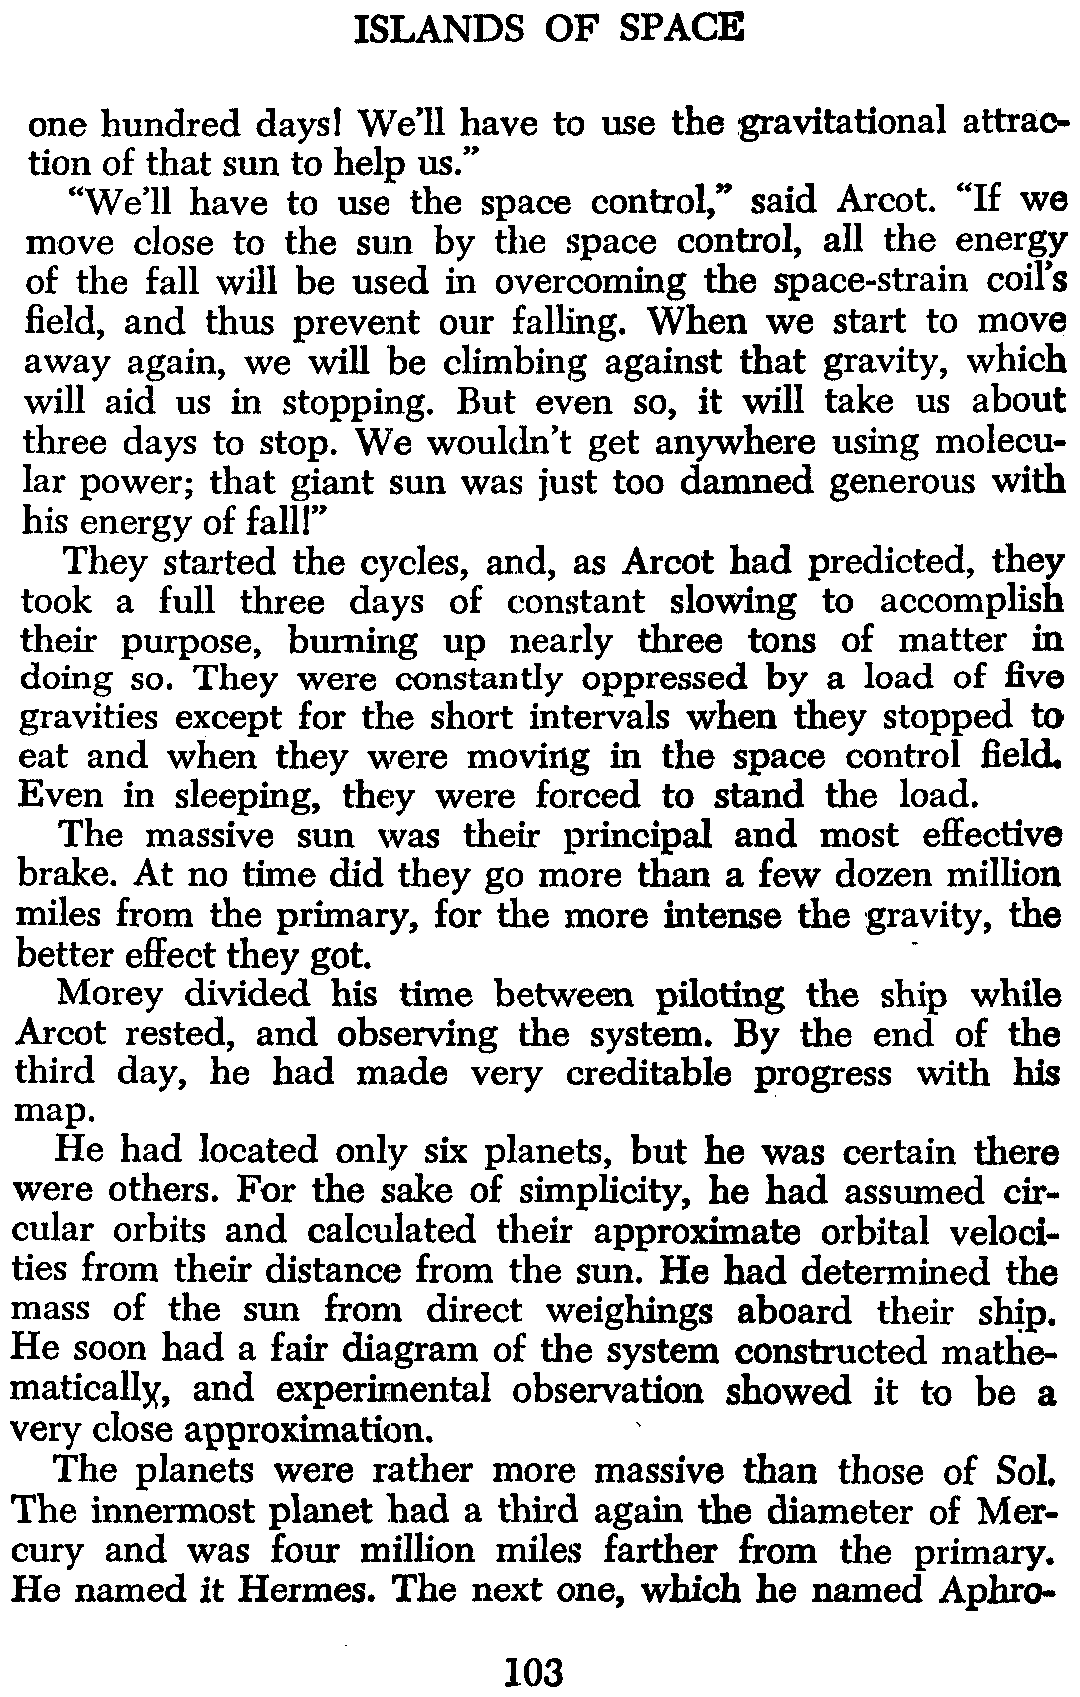 ISLANDS OF SPACE
one hundred days! We'll have to use the gravitational attrac-
tion of that sun to help us."
"We'll have to use the space control," said Arcot. "If we
move close to the sun by the space control, all the energy
of the fall will be used in overcoming the space-strain coil's
field, and thus prevent our falling. When we start to move
away again, we will be climbing against that gravity, which
will aid us in stopping. But even so, it will take us about
three days to stop. We wouldn't get anywhere using molecu-
lar power; that giant sun was just too damned generous with
his energy of fall!"
They started the cycles, and, as Arcot had predicted, they
took a full three days of constant slowing to accomplish
their purpose, burning up nearly three tons of matter in
doing so. They were constantly oppressed by a load of five
gravities except for the short intervals when they stopped to
eat and when they were moving in the space control field.
Even in sleeping, they were forced to stand the load.
The massive sun was their principal and most effective
brake. At no time did they go more than a few dozen million
miles from the primary, for the more intense the gravity, the
better effect they got.
Morey divided his time between piloting the ship while
Arcot rested, and observing the system. By the end of the
third day, he had made very creditable progress with his
map.
He had located only six planets, but he was certain there
were others. For the sake of simplicity, he had assumed cir-
cular orbits and calculated their approximate orbital veloci-
ties from their distance from the sun. He had determined the
mass of the sun from direct weighings aboard their ship.
He soon had a fair diagram of the system constructed mathe-
matically, and experimental observation showed it to be a
very close approximation.
The planets were rather more massive than those of Sol.
The innermost planet had a third again the diameter of Mer-
cury and was four million miles farther from the primary.
He named it Hermes. The next one, which he named Aphro-
103